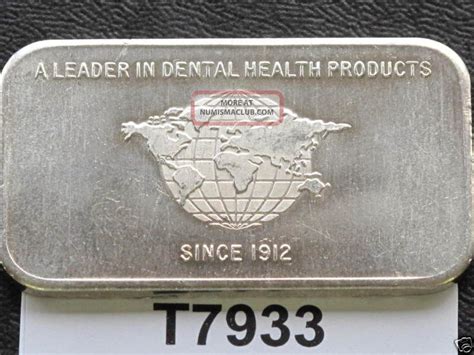 A LEADER IN DENTAL HEALTH PRODUCTS
MORE AT
NUMISMACLUB.COM
SINCE 1912
T7933